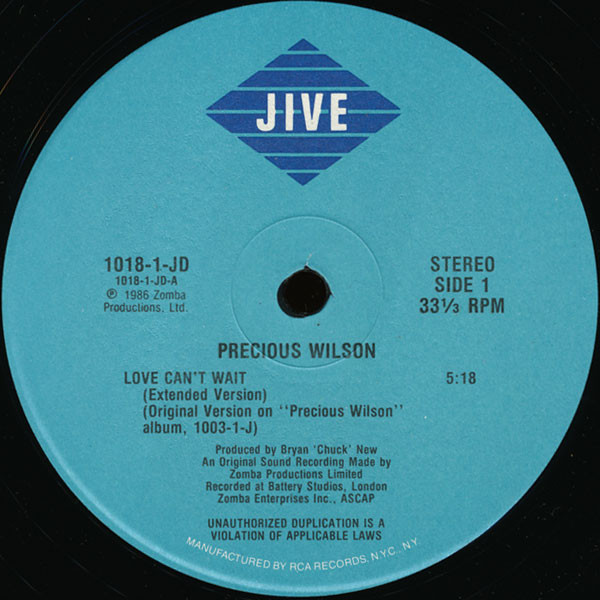 JIVE
1018-1-JD
1018-1-JD-A
℗ 1986 Zomba
Productions, Ltd.
STEREO
SIDE 1
33⅓ RPM
PRECIOUS WILSON
LOVE CAN'T WAIT 5:18
(Extended Version)
(Original Version on "Precious Wilson"
album, 1003-1-J)
Produced by Bryan 'Chuck' New
An Original Sound Recording Made by
Zomba Productions Limited
Recorded at Battery Studios, London
Zomba Enterprises Inc., ASCAP
UNAUTHORIZED DUPLICATION IS A
VIOLATION OF APPLICABLE LAWS
MANUFACTURED BY RCA RECORDS, N.Y.C., N.Y.